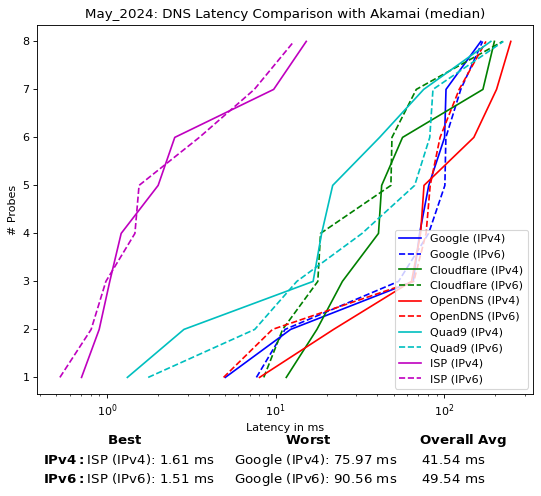 May_2024: DNS Latency Comparison with Akamai (median)
# Probes
8
7
6
5
4
3
2
1
10⁰ 10¹ 10²
Latency in ms
Google (IPv4)
Google (IPv6)
Cloudflare (IPv4)
Cloudflare (IPv6)
OpenDNS (IPv4)
OpenDNS (IPv6)
Quad9 (IPv4)
Quad9 (IPv6)
ISP (IPv4)
ISP (IPv6)
Best Worst Overall Avg
IPv4: ISP (IPv4): 1.61 ms Google (IPv4): 75.97 ms 41.54 ms
IPv6: ISP (IPv6): 1.51 ms Google (IPv6): 90.56 ms 49.54 ms